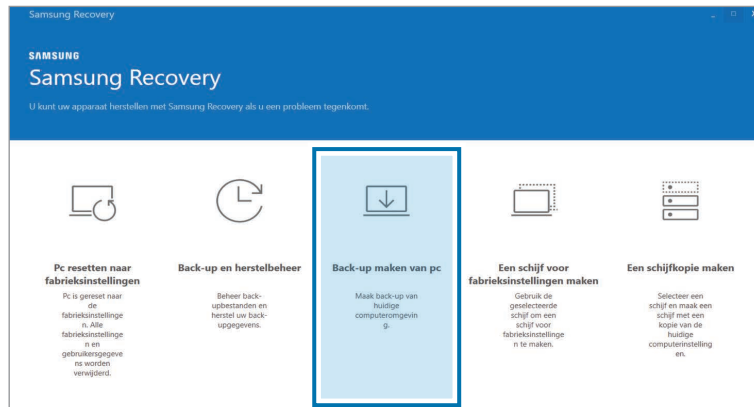 Samsung Recovery
SAMSUNG
Samsung Recovery
U kunt uw apparaat herstellen met Samsung Recovery als u een probleem tegenkomt.
Pc resetten naar
fabrieksinstellingen
Pc is gereset naar
de
fabrieksinstellinge
n. Alle
fabrieksinstellinge
n en
gebruikersgegeve
ns worden
verwijderd.
Back-up en herstelbeheer
Beheer back-
upbestanden en
herstel uw back-
upgegevens.
Back-up maken van pc
Maak back-up van
huidige
computeromgevin
g.
Een schijf voor
fabrieksinstellingen maken
Gebruik de
geselecteerde
schijf om een
schijf voor
fabrieksinstellinge
n te maken.
Een schijfkopie maken
Selecteer een
schijf en maak een
schijf met een
kopie van de
huidige
computerinstelling
en.